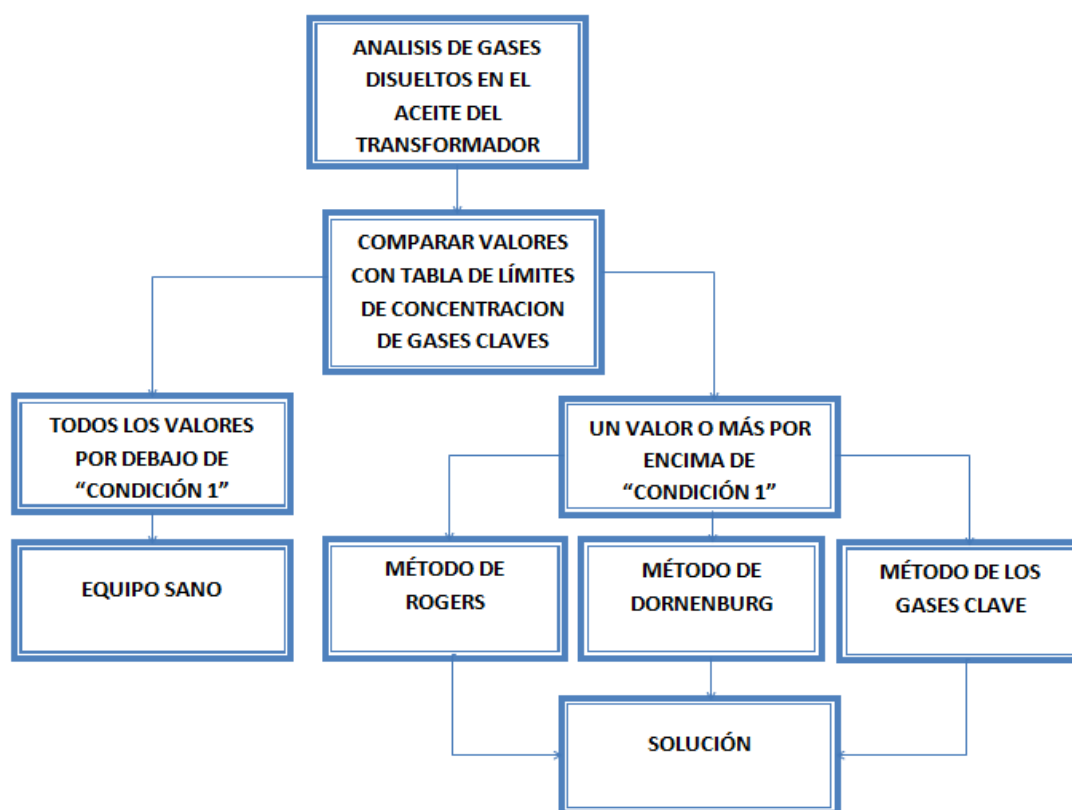 ANALISIS DE GASES
DISUELTOS EN EL
ACEITE DEL
TRANSFORMADOR
COMPARAR VALORES
CON TABLA DE LÍMITES
DE CONCENTRACION
DE GASES CLAVES
TODOS LOS VALORES
POR DEBAJO DE
“CONDICIÓN 1”
UN VALOR O MÁS POR
ENCIMA DE
“CONDICIÓN 1”
EQUIPO SANO
MÉTODO DE
ROGERS
MÉTODO DE
DORNENBURG
MÉTODO DE LOS
GASES CLAVE
SOLUCIÓN